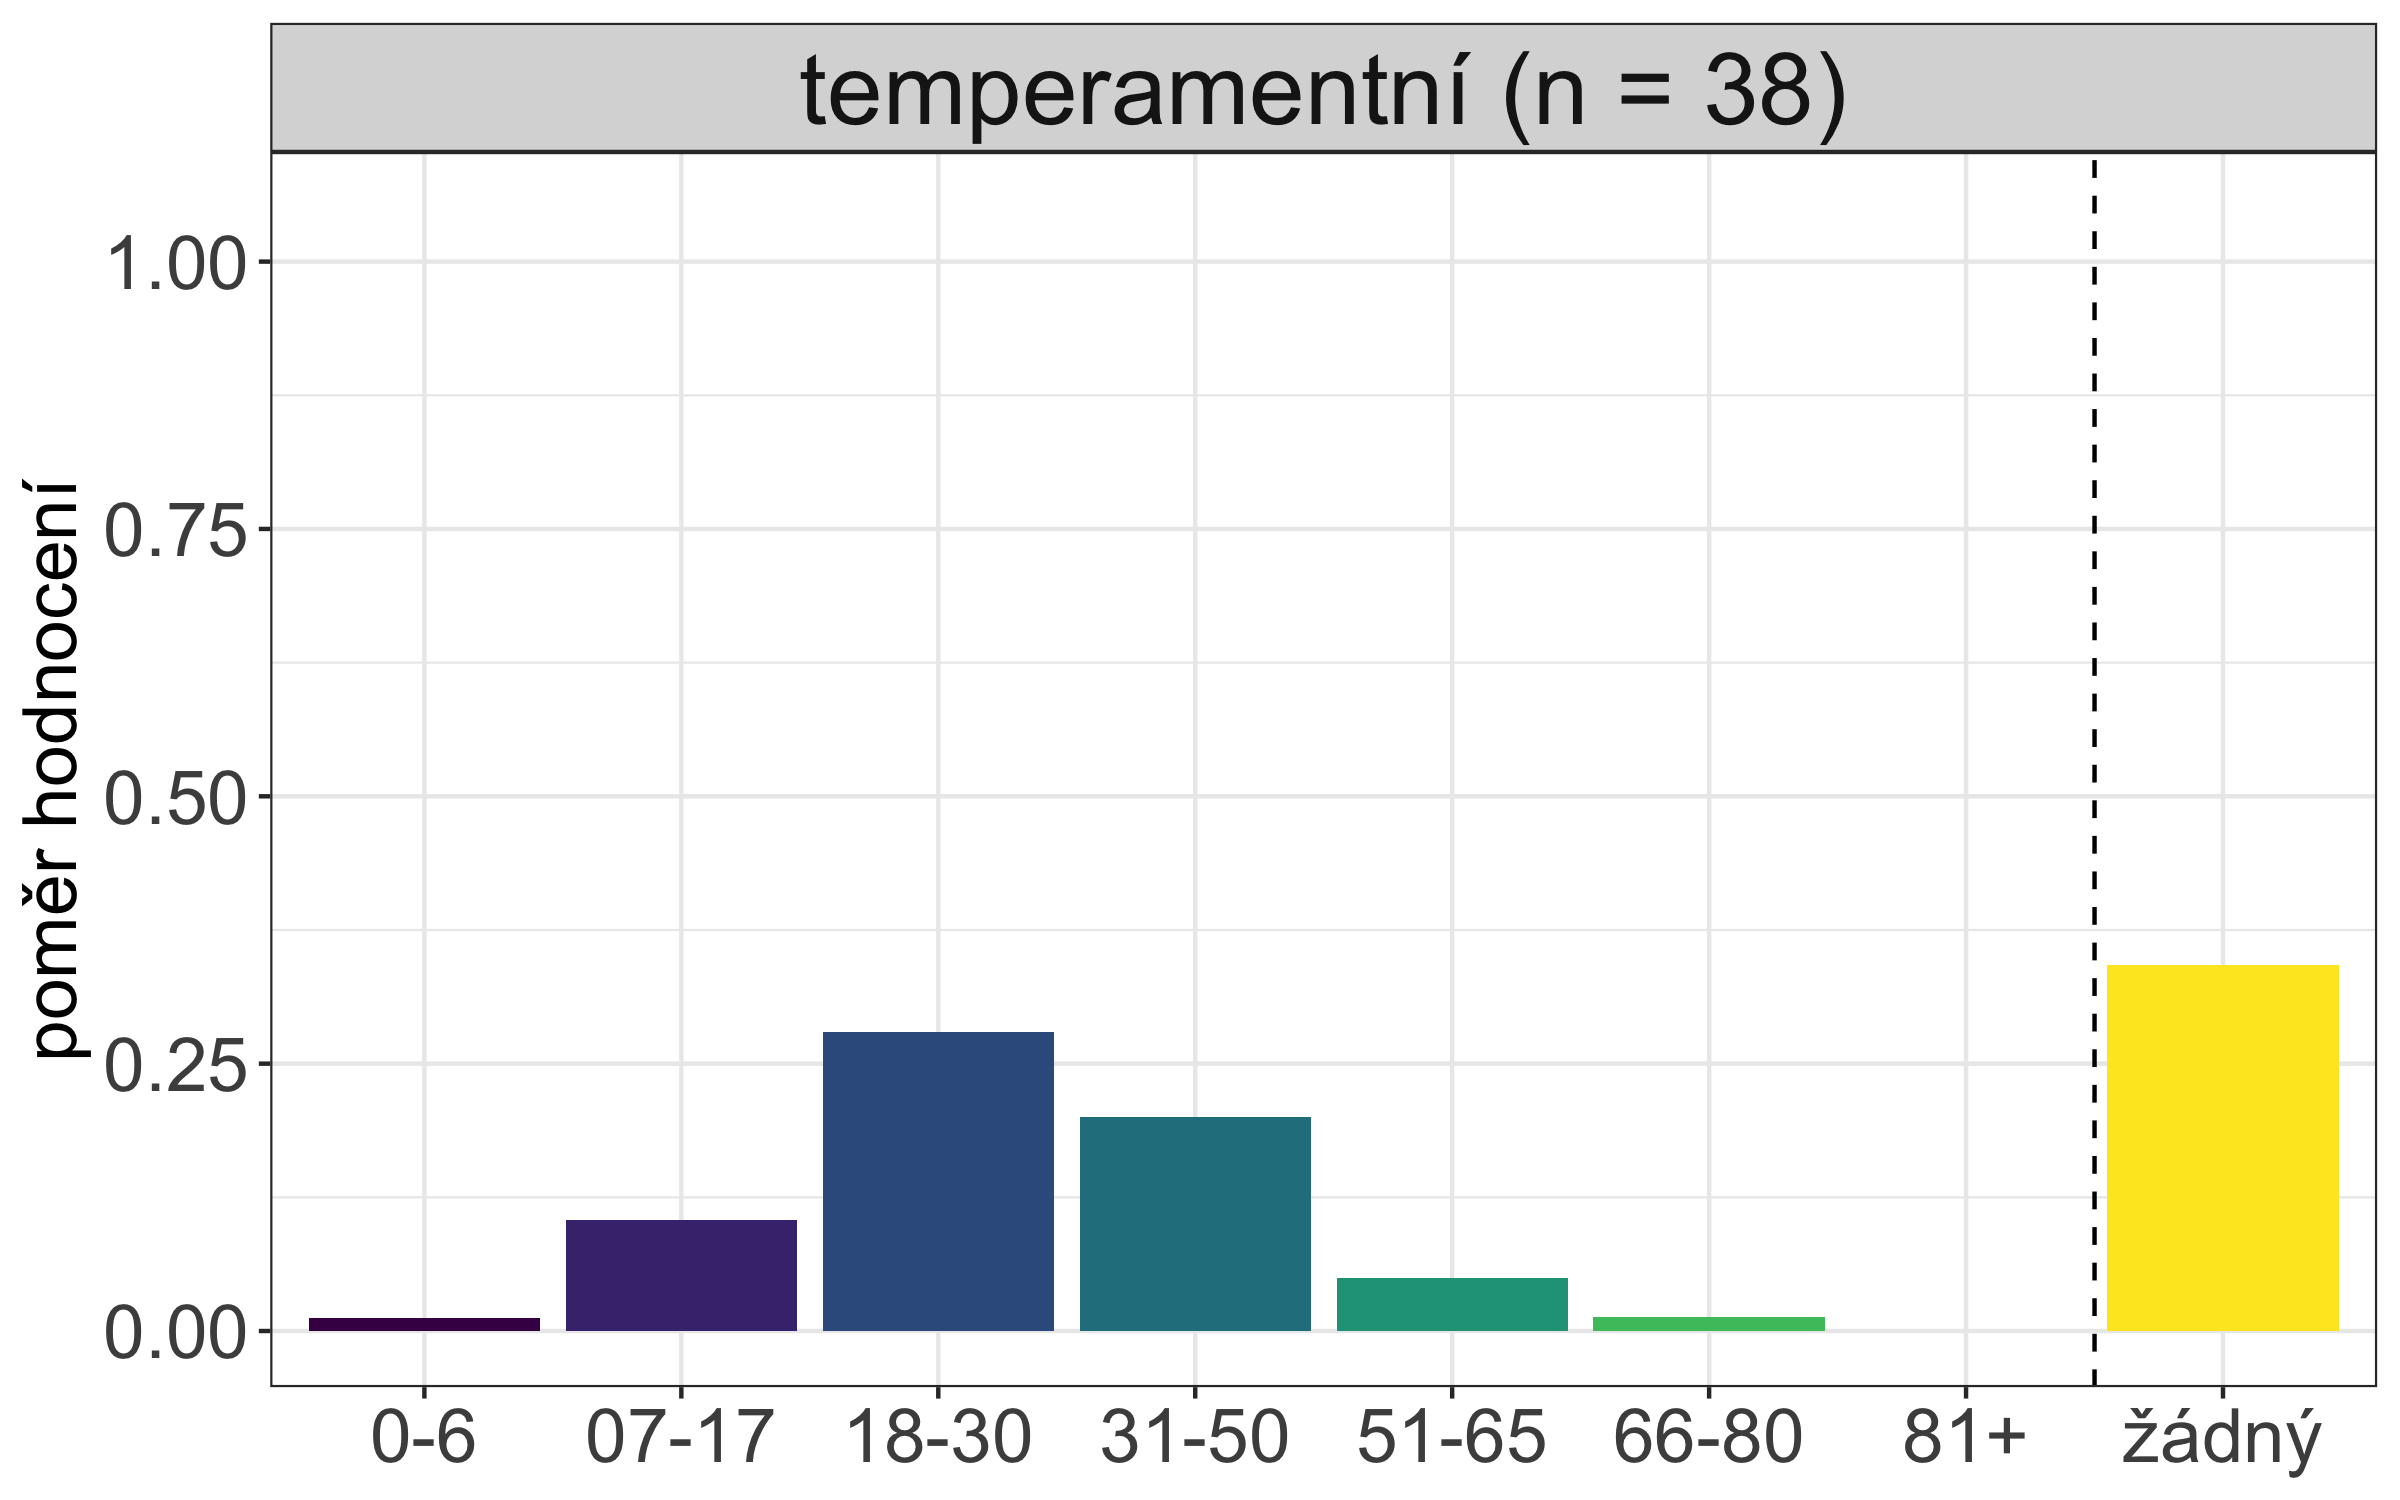 temperamentní (n = 38)
poměr hodnocení
1.00
0.75
0.50
0.25
0.00
0-6 07-17 18-30 31-50 51-65 66-80 81+ žádný